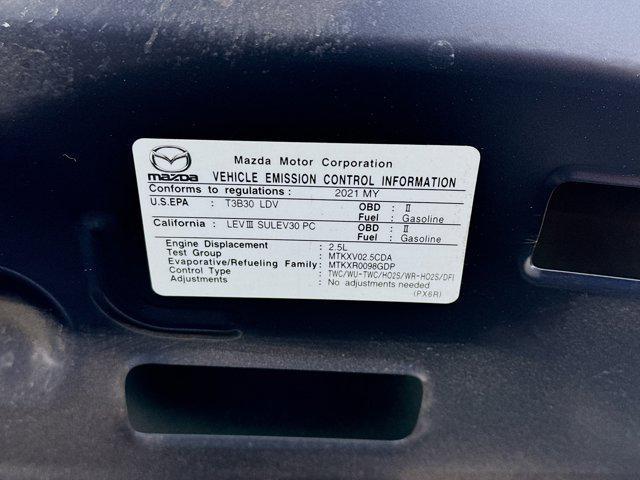 mazda
Mazda Motor Corporation
VEHICLE EMISSION CONTROL INFORMATION
Conforms to regulations : 2021 MY
U.S.EPA : T3B30 LDV OBD : Ⅱ
Fuel : Gasoline
California : LEVⅢ SULEV30 PC OBD : Ⅱ
Fuel : Gasoline
Engine Displacement : 2.5L
Test Group : MTKXV02.5CDA
Evaporative/Refueling Family: MTKXR0098GDP
Control Type : TWC/WU-TWC/HO2S/WR-HO2S/DFI
Adjustments : No adjustments needed
(PX6R)